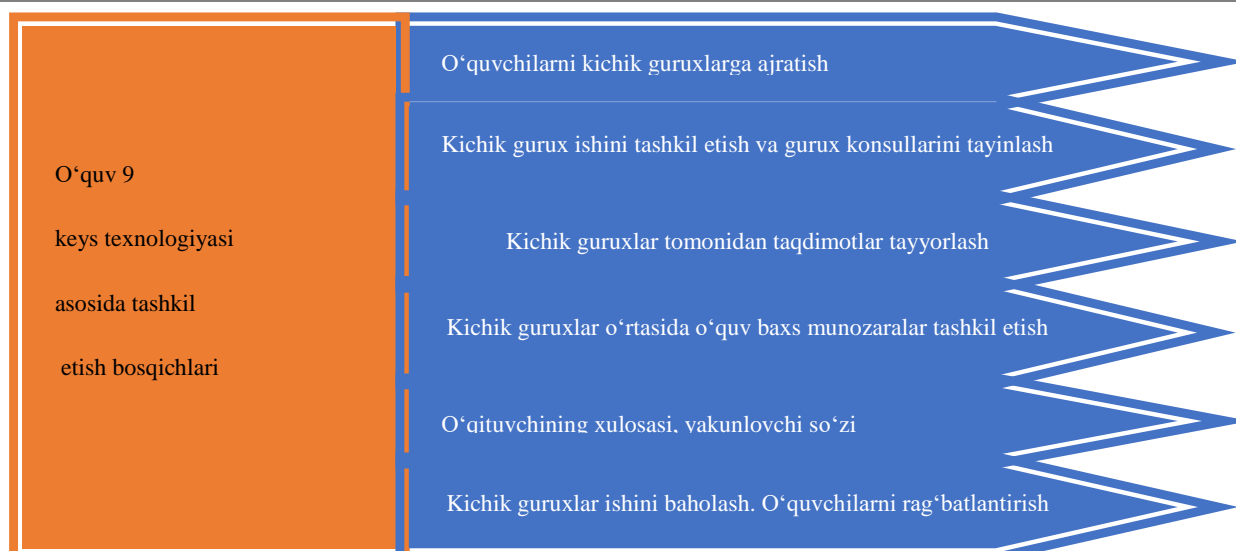 O‘quv 9
keys texnologiyasi
asosida tashkil
etish bosqichlari
O‘quvchilarni kichik guruxlarga ajratish
Kichik gurux ishini tashkil etish va gurux konsullarini tayinlash
Kichik guruxlar tomonidan taqdimotlar tayyorlash
Kichik guruxlar o‘rtasida o‘quv baxs munozaralar tashkil etish
O‘qituvchining xulosasi, yakunlovchi so‘zi
Kichik guruxlar ishini baholash. O‘quvchilarni rag‘batlantirish